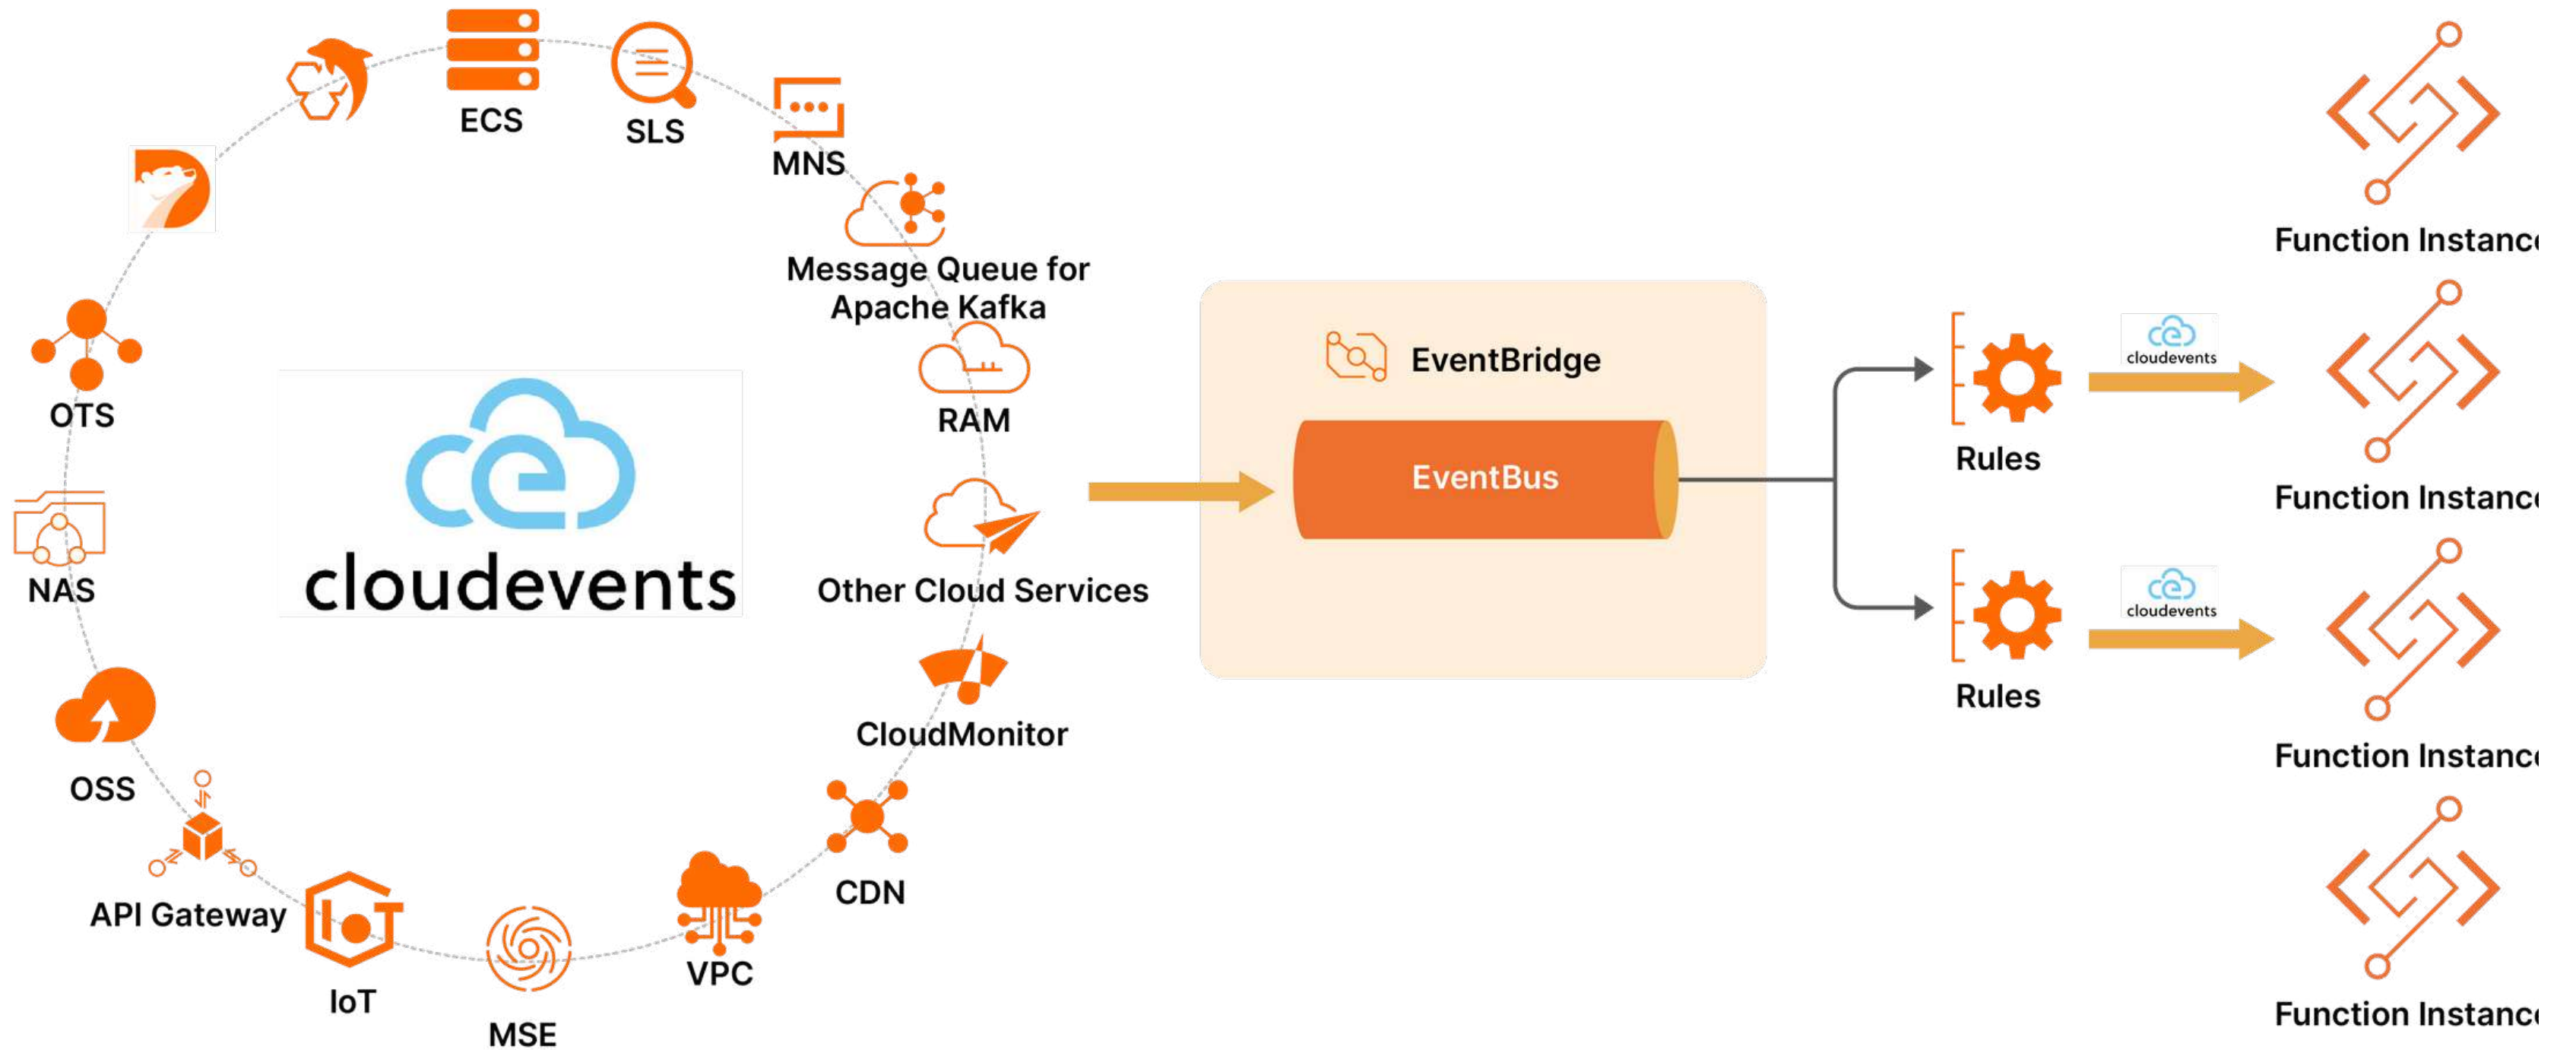 ECS
SLS
MNS
Message Queue for
Apache Kafka
RAM
Other Cloud Services
CloudMonitor
CDN
VPC
MSE
IoT
API Gateway
OSS
NAS
OTS
cloudevents
EventBridge
EventBus
Rules
cloudevents
Rules
cloudevents
Function Instanc
Function Instanc
Function Instanc
Function Instanc